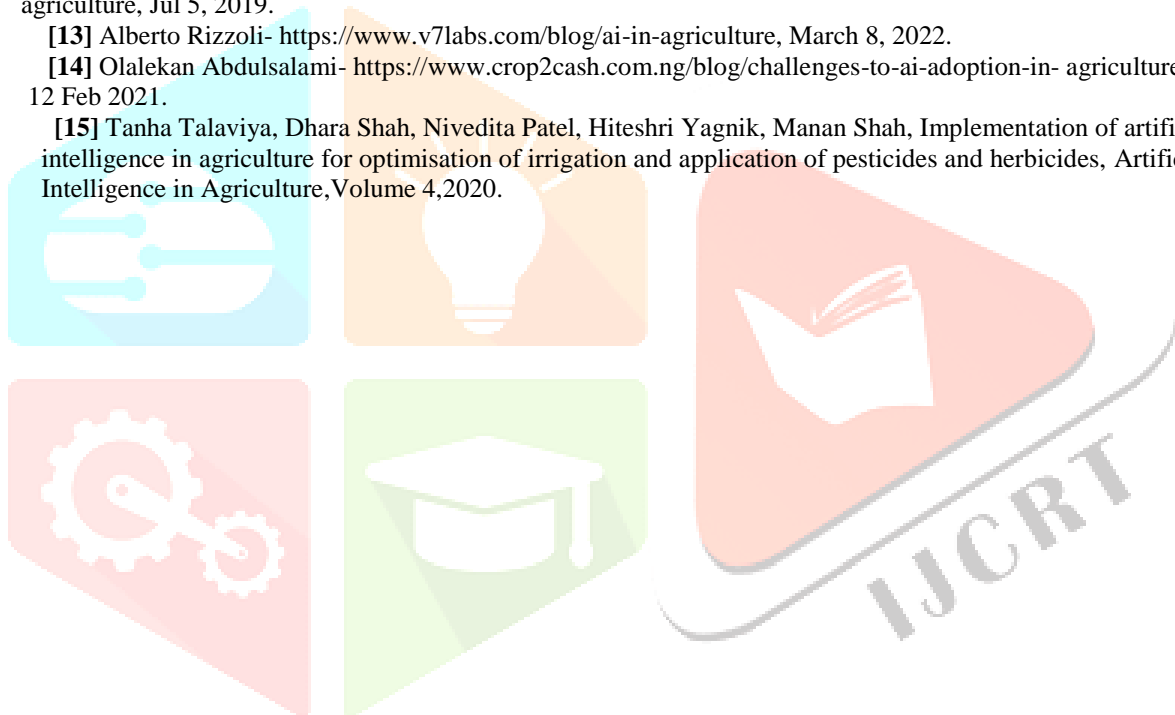 agriculture, Jul 5, 2019.
[13] Alberto Rizzoli- https://www.v7labs.com/blog/ai-in-agriculture, March 8, 2022.
[14] Olalekan Abdulsalami- https://www.crop2cash.com.ng/blog/challenges-to-ai-adoption-in- agriculture
12 Feb 2021.
[15] Tanha Talaviya, Dhara Shah, Nivedita Patel, Hiteshri Yagnik, Manan Shah, Implementation of artifi
intelligence in agriculture for optimisation of irrigation and application of pesticides and herbicides, Artific
Intelligence in Agriculture,Volume 4,2020.
IJCRT